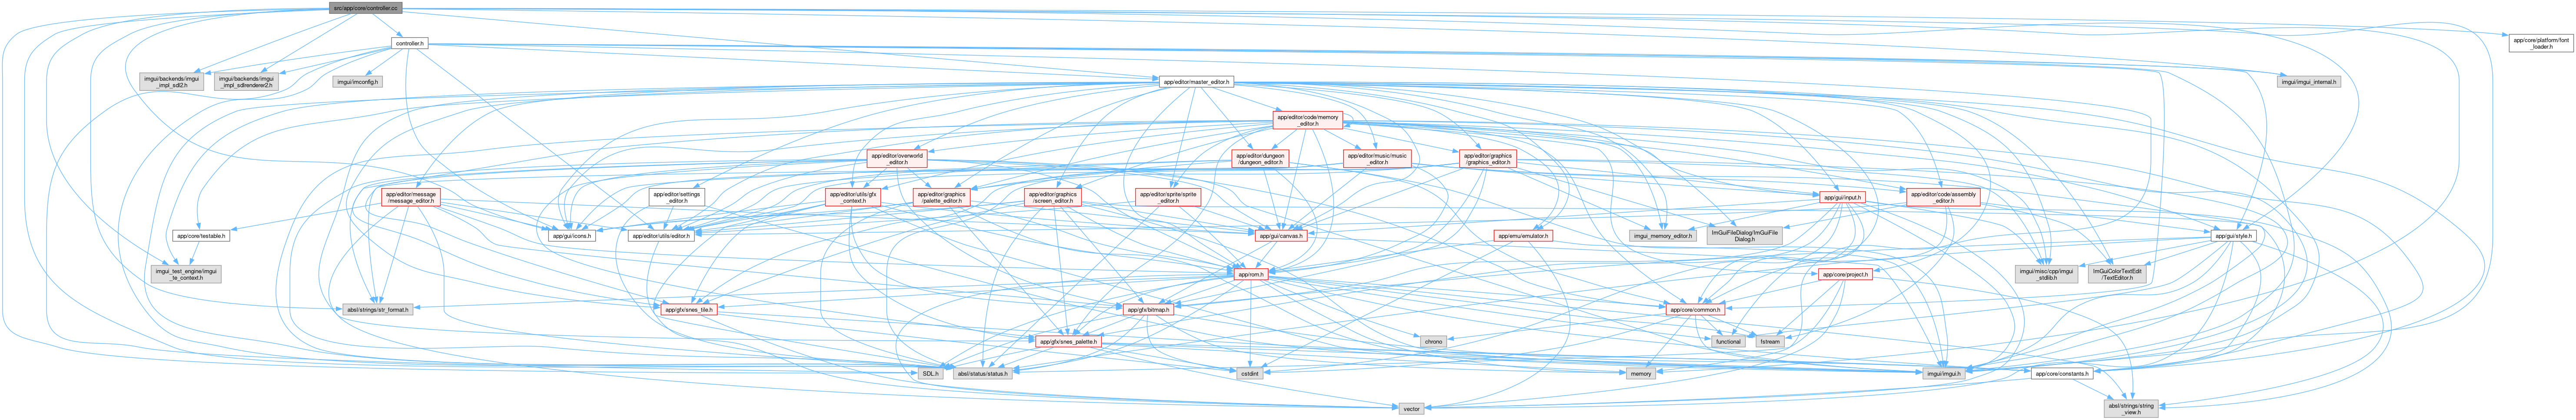 src/app/core/controller.cc
controller.h
app/core/platform/font
_loader.h
imgui/backends/imgui
_impl_sdl2.h
imgui/backends/imgui
_impl_sdlrenderer2.h
imgui/imconfig.h
app/editor/master_editor.h
imgui/imgui_internal.h
app/editor/code/memory
_editor.h
app/editor/overworld
_editor.h
app/editor/dungeon
/dungeon_editor.h
app/editor/music/music
_editor.h
app/editor/graphics
/graphics_editor.h
app/editor/message
/message_editor.h
app/editor/settings
_editor.h
app/editor/utils/gfx
_context.h
app/editor/graphics
/palette_editor.h
app/editor/graphics
/screen_editor.h
app/editor/sprite/sprite
_editor.h
app/gui/input.h
app/editor/code/assembly
_editor.h
app/core/testable.h
app/gui/icons.h
app/editor/utils/editor.h
app/gui/canvas.h
app/emu/emulator.h
imgui_memory_editor.h
ImGuiFileDialog/ImGuiFile
Dialog.h
app/gui/style.h
imgui_test_engine/imgui
_te_context.h
app/rom.h
app/core/project.h
imgui/misc/cpp/imgui
_stdlib.h
ImGuiColorTextEdit
/TextEditor.h
absl/strings/str_format.h
app/gfx/snes_tile.h
app/gfx/bitmap.h
app/core/common.h
app/gfx/snes_palette.h
chrono
functional
fstream
SDL.h
absl/status/status.h
cstdint
memory
imgui/imgui.h
app/core/constants.h
vector
absl/strings/string
_view.h